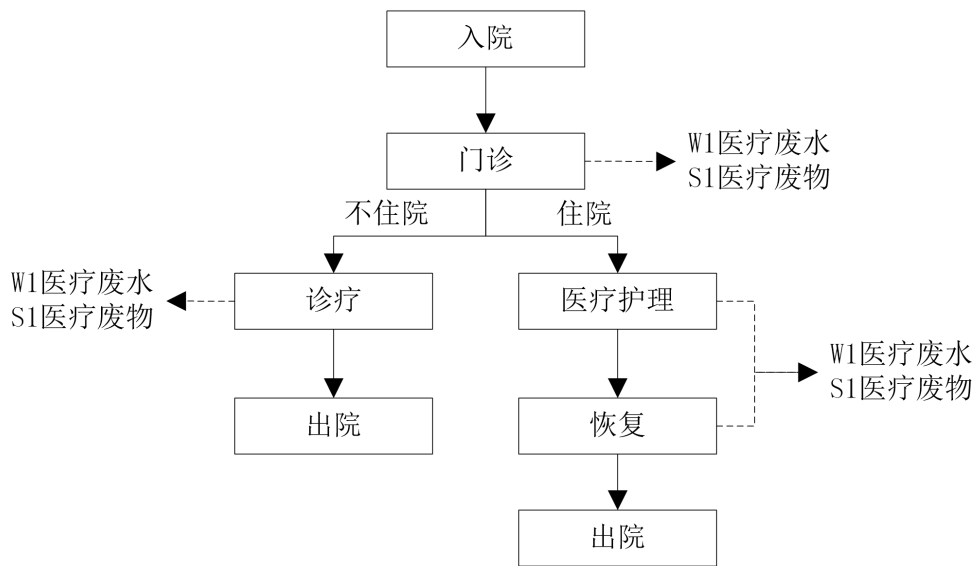 入院
门诊
W1医疗废水
S1医疗废物
不住院
住院
W1医疗废水
S1医疗废物
诊疗
医疗护理
W1医疗废水
S1医疗废物
出院
恢复
出院